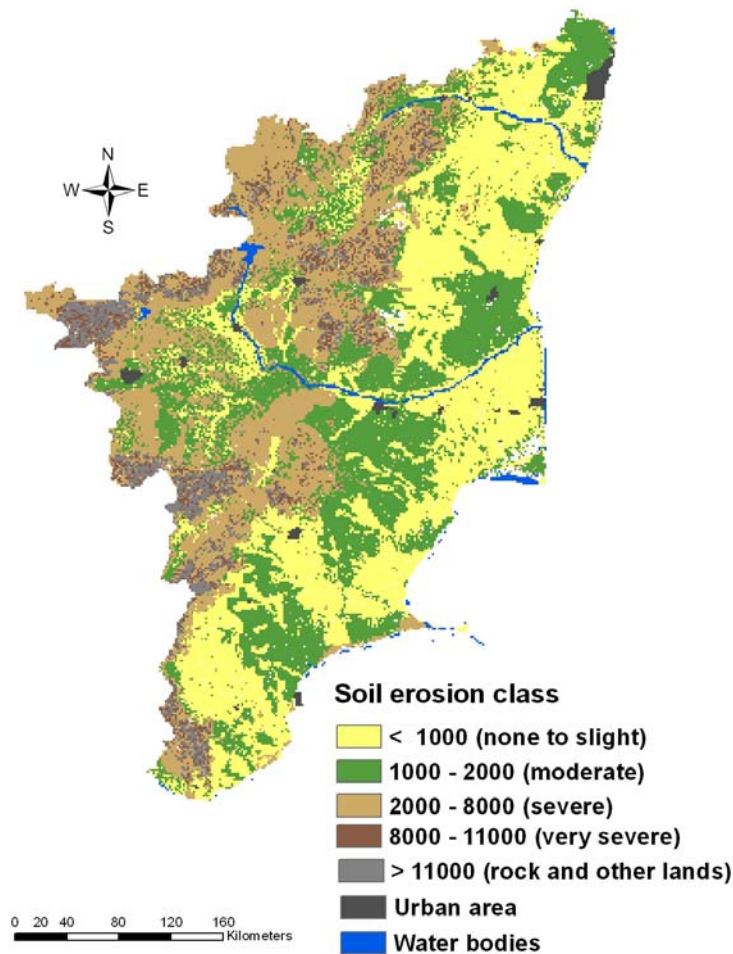 N
W E
S
Soil erosion class
< 1000 (none to slight)
1000 - 2000 (moderate)
2000 - 8000 (severe)
8000 - 11000 (very severe)
> 11000 (rock and other lands)
Urban area
Water bodies
0 20 40 80 120 160
Kilometers